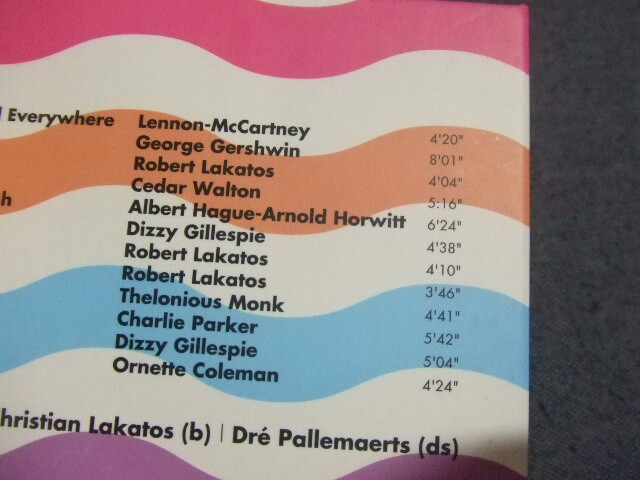 Everywhere Lennon-McCartney 4'20"
George Gershwin 8'01"
Robert Lakatos 4'04"
Cedar Walton 5:16"
h Albert Hague-Arnold Horwitt 6'24"
Dizzy Gillespie 4'38"
Robert Lakatos 4'10"
Robert Lakatos 3'46"
Thelonious Monk 4'41"
Charlie Parker 5'42"
Dizzy Gillespie 5'04"
Ornette Coleman 4'24"
hristian Lakatos (b) | Dré Pallemaerts (ds)